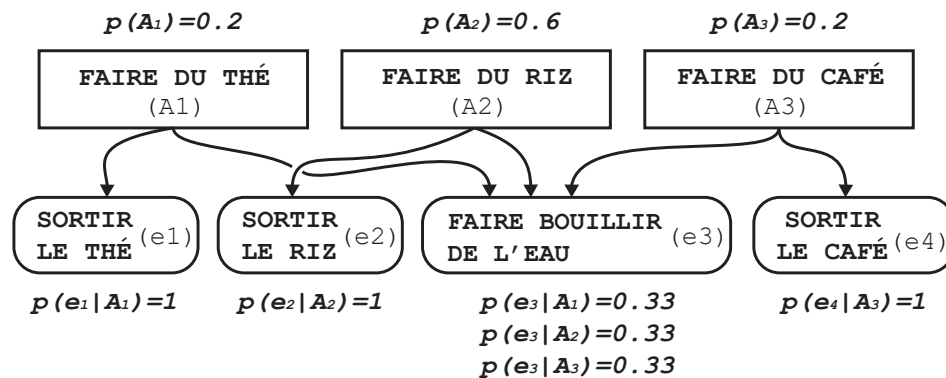 p(A₁)=0.2 p(A₂)=0.6 p(A₃)=0.2
FAIRE DU THÉ FAIRE DU RIZ FAIRE DU CAFÉ
(A1) (A2) (A3)
SORTIR SORTIR FAIRE BOUILLIR SORTIR
(e1) (e2) (e3) (e4)
LE THÉ LE RIZ DE L'EAU LE CAFÉ
p(e₁|A₁)=1 p(e₂|A₂)=1 p(e₃|A₁)=0.33 p(e₄|A₃)=1
p(e₃|A₂)=0.33
p(e₃|A₃)=0.33